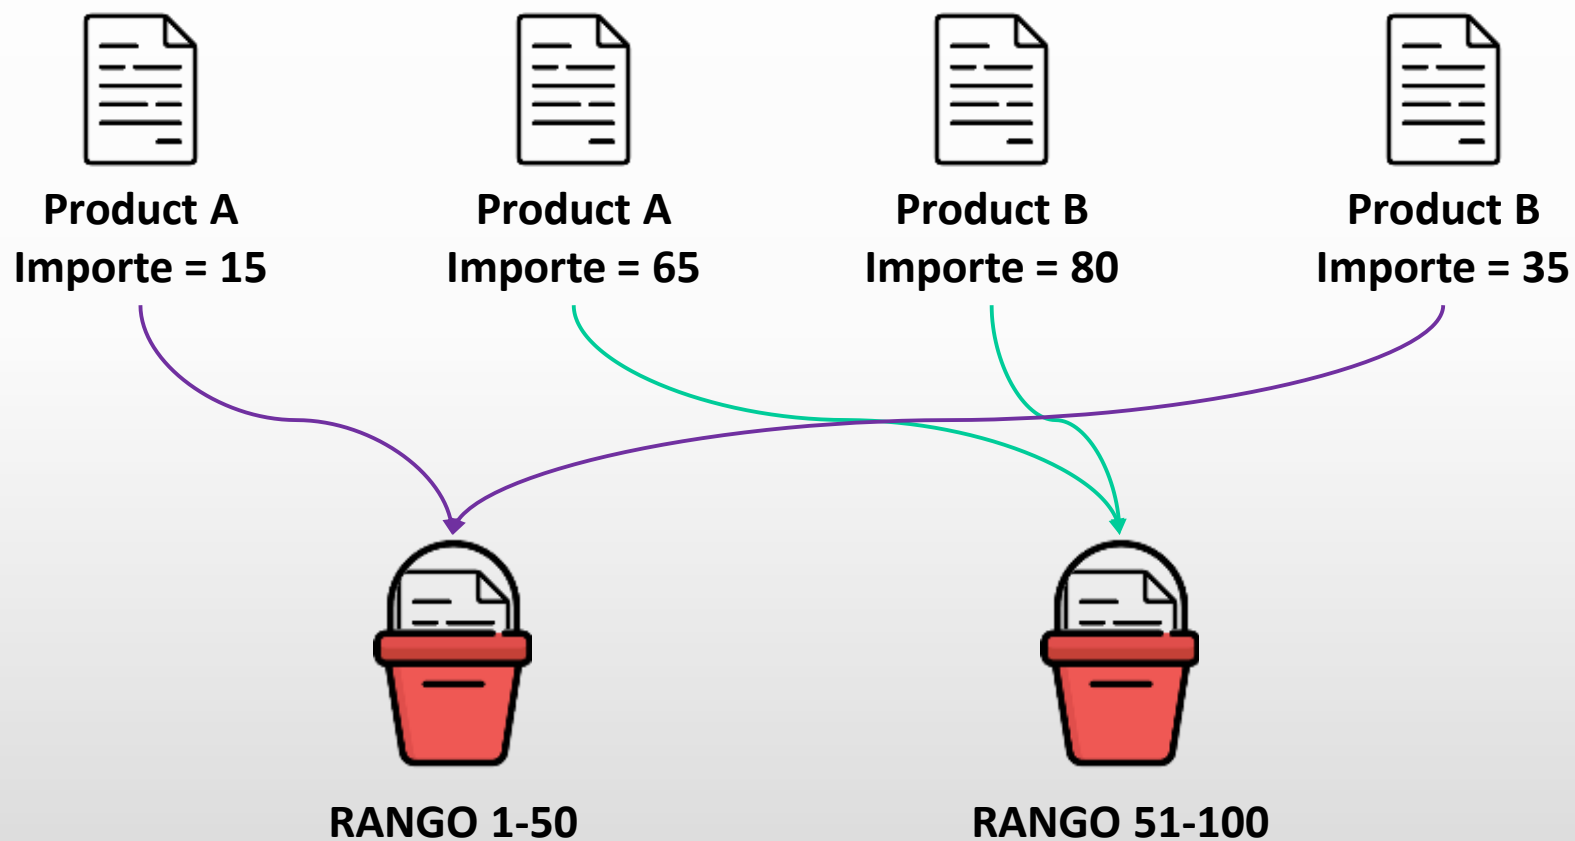 Product A
Importe = 15
Product A
Importe = 65
Product B
Importe = 80
Product B
Importe = 35
RANGO 1-50
RANGO 51-100